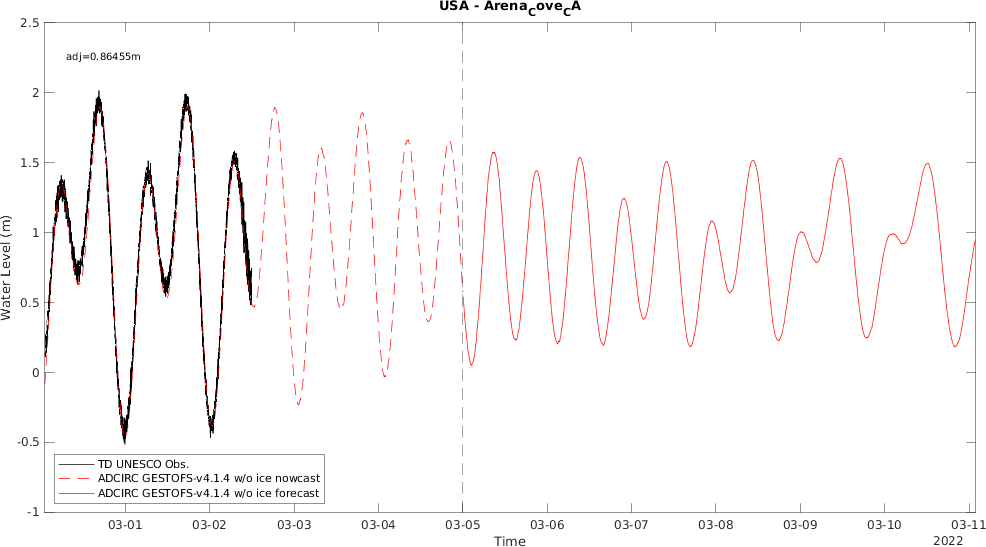 USA - ArenaCoveCA
adj=0.86455m
2.5
2
1.5
1
0.5
0
-0.5
-1
Water Level (m)
TD UNESCO Obs.
ADCIRC GESTOFS-v4.1.4 w/o ice nowcast
ADCIRC GESTOFS-v4.1.4 w/o ice forecast
03-01 03-02 03-03 03-04 03-05 03-06 03-07 03-08 03-09 03-10 03-11
Time
2022